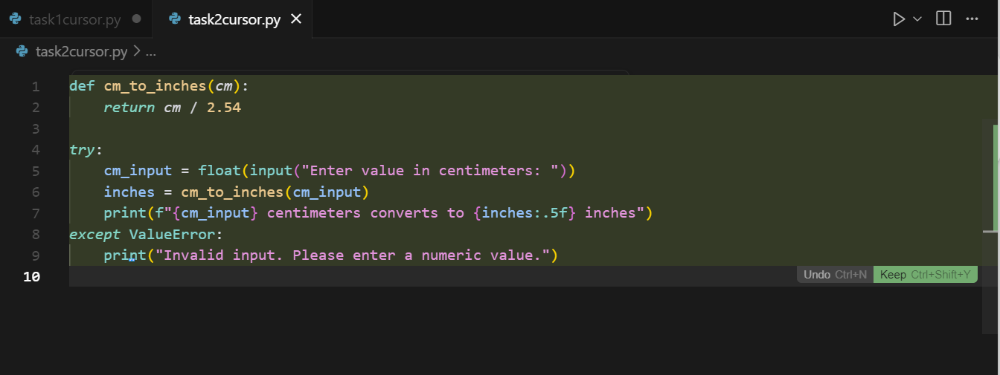 task1cursor.py
task2cursor.py
task2cursor.py > ...
1 def cm_to_inches(cm):
2     return cm / 2.54
3
4 try:
5     cm_input = float(input("Enter value in centimeters: "))
6     inches = cm_to_inches(cm_input)
7     print(f"{cm_input} centimeters converts to {inches:.5f} inches")
8 except ValueError:
9     print("Invalid input. Please enter a numeric value.")
10
Undo Ctrl+N Keep Ctrl+Shift+Y